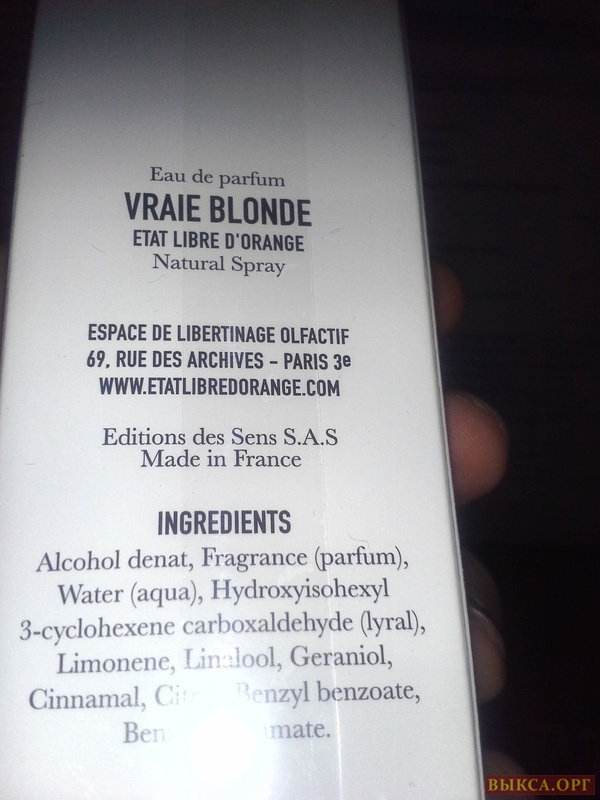 Eau de parfum
VRAIE BLONDE
ETAT LIBRE D'ORANGE
Natural Spray
ESPACE DE LIBERTINAGE OLFACTIF
69, RUE DES ARCHIVES - PARIS 3e
WWW.ETATLIBREDORANGE.COM
Editions des Sens S.A.S
Made in France
INGREDIENTS
Alcohol denat, Fragrance (parfum),
Water (aqua), Hydroxyisohexyl
3-cyclohexene carboxaldehyde (lyral),
Limonene, Linalool, Geraniol,
Cinnamal, Benzyl benzoate,
ВЫКСА.ОРГ